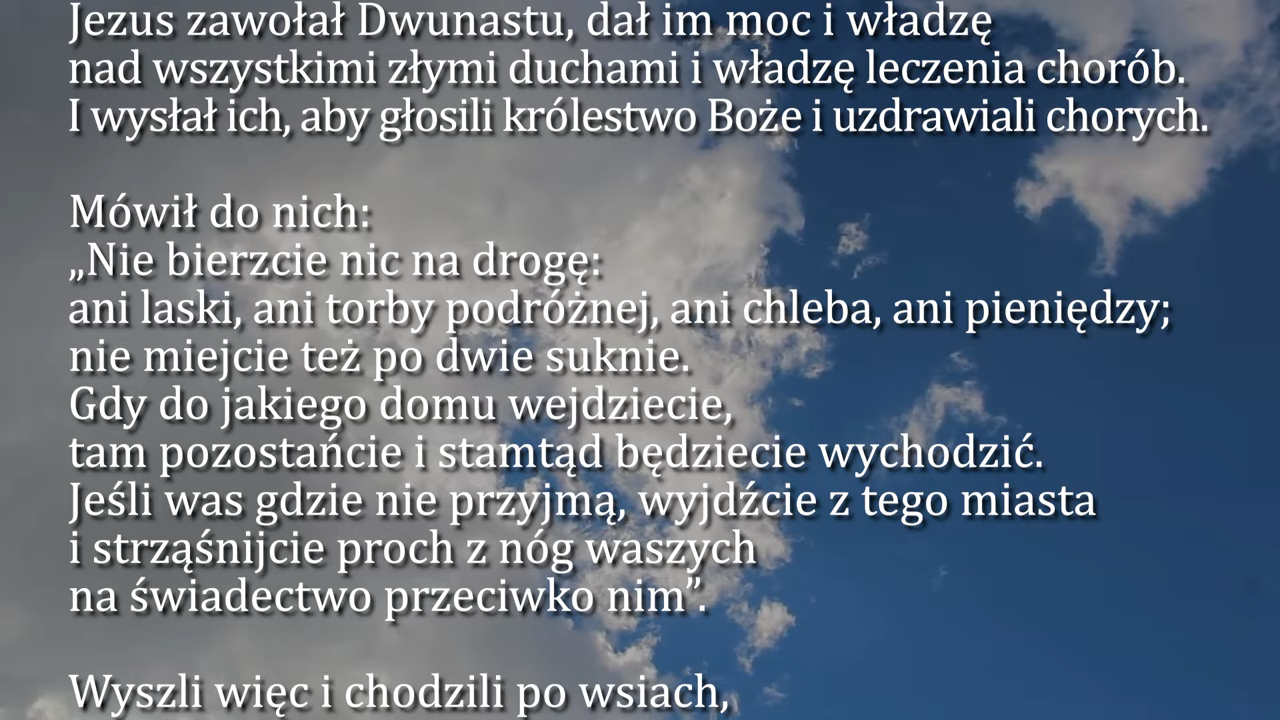 Jezus zawołał Dwunastu, dał im moc i władzę
nad wszystkimi złymi duchami i władzę leczenia chorób.
I wysłał ich, aby głosili królestwo Boże i uzdrawiali chorych.
Mówił do nich:
„Nie bierzcie nic na drogę:
ani laski, ani torby podróżnej, ani chleba, ani pieniędzy;
nie miejcie też po dwie suknie.
Gdy do jakiego domu wejdziecie,
tam pozostańcie i stamtąd będziecie wychodzić.
Jeśli was gdzie nie przyjmą, wyjdźcie z tego miasta
i strząśnijcie proch z nóg waszych
na świadectwo przeciwko nim”.
Wyszli więc i chodzili po wsiach,